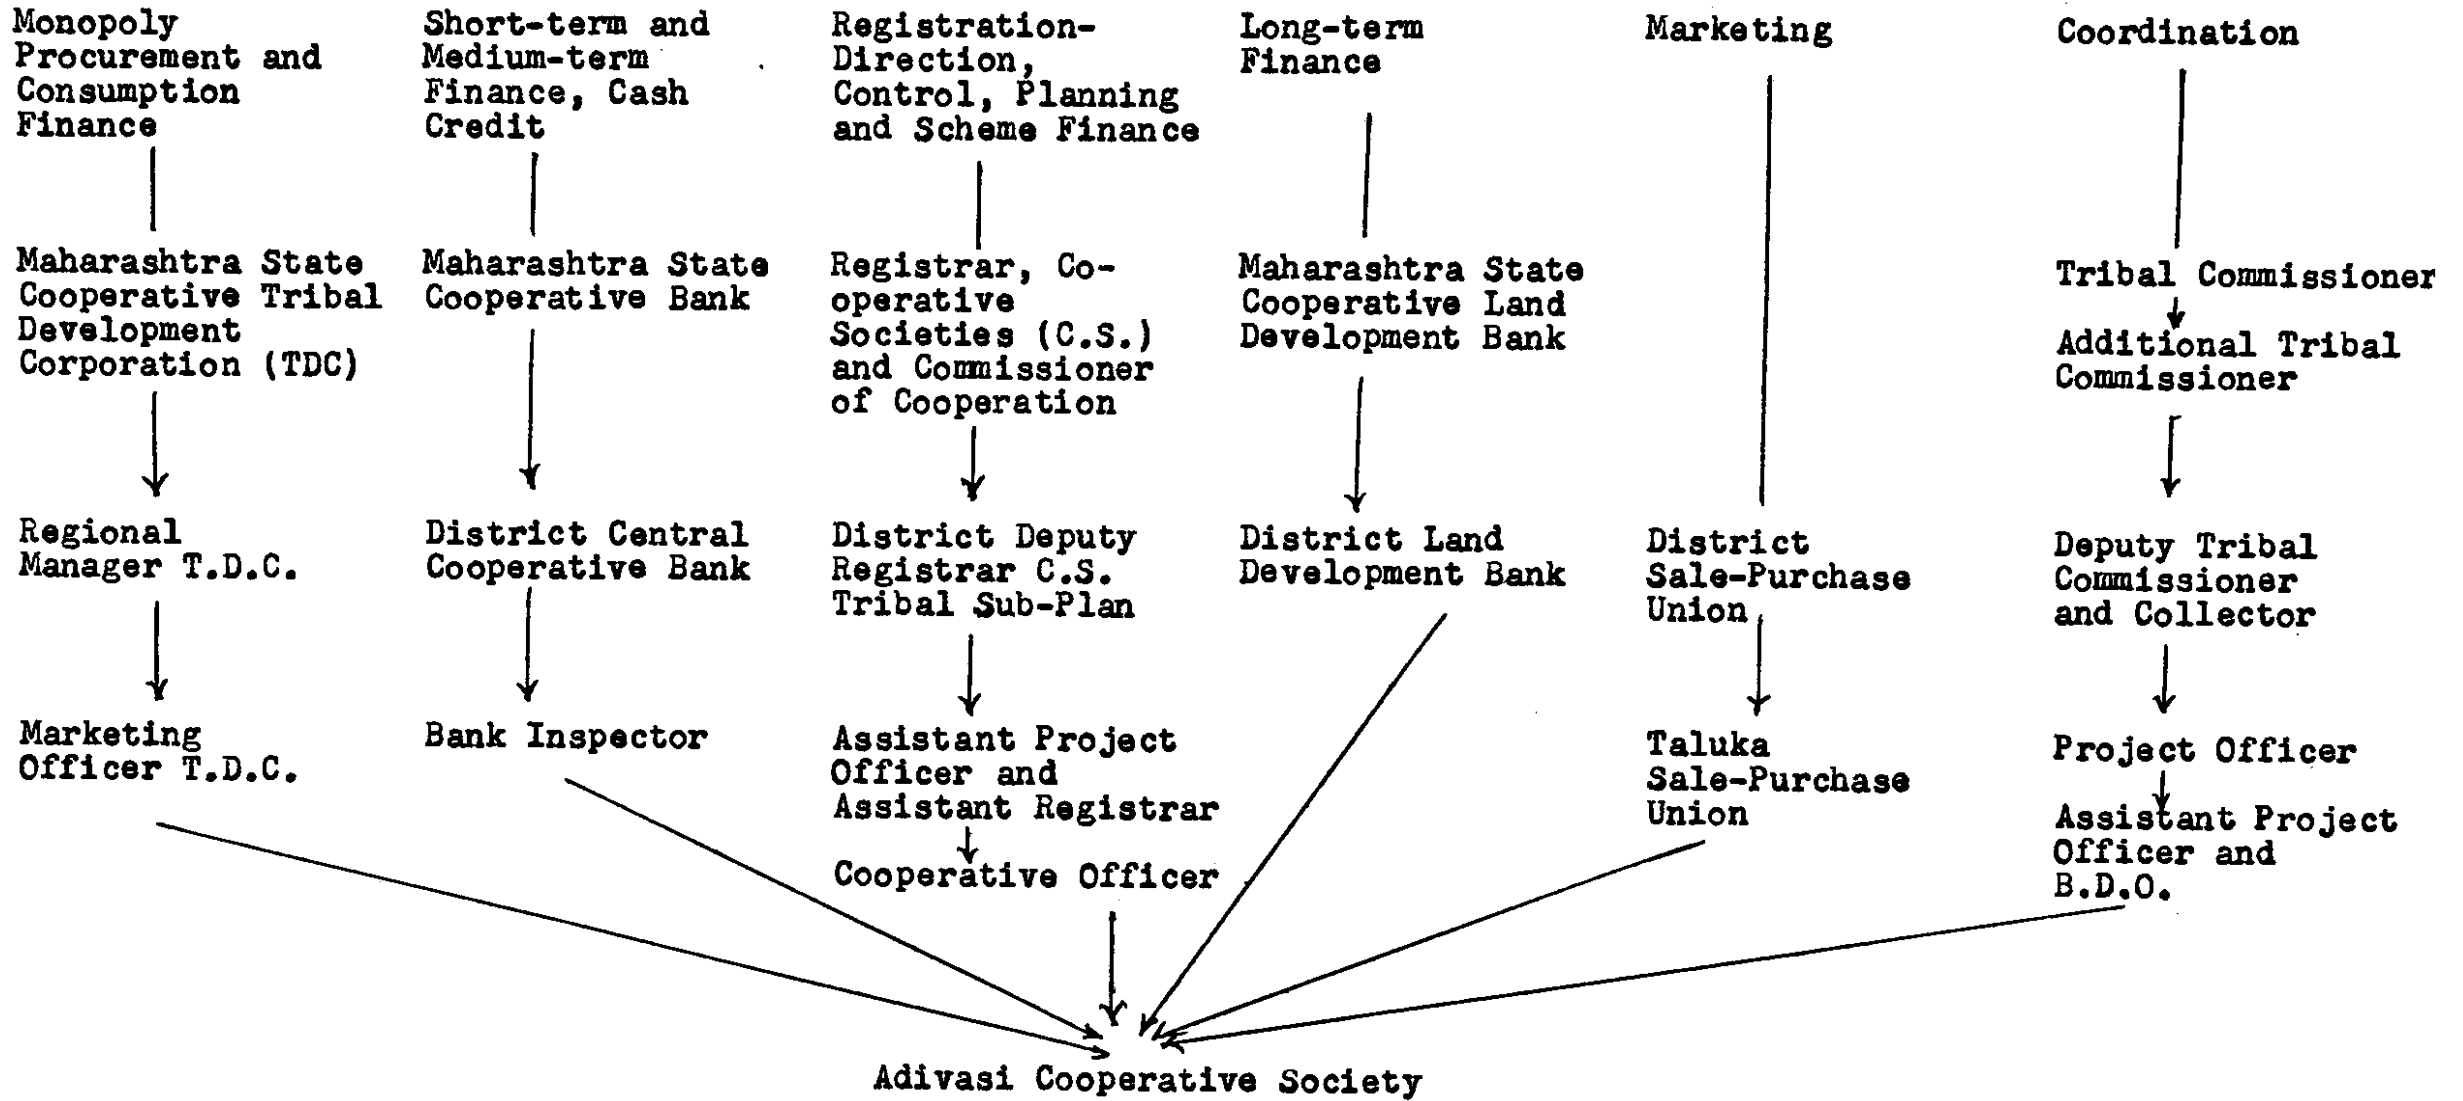 Monopoly
Procurement and
Consumption
Finance
Short-term and
Medium-term
Finance, Cash
Credit
Registration-
Direction,
Control, Planning
and Scheme Finance
Long-term
Finance
Marketing
Coordination
Maharashtra State
Cooperative Tribal
Development
Corporation (TDC)
Maharashtra State
Cooperative Bank
Registrar, Co-
operative
Societies (C.S.)
and Commissioner
of Cooperation
Maharashtra State
Cooperative Land
Development Bank
Tribal Commissioner
Additional Tribal
Commissioner
Regional
Manager T.D.C.
District Central
Cooperative Bank
District Deputy
Registrar C.S.
Tribal Sub-Plan
District Land
Development Bank
District
Sale-Purchase
Union
Deputy Tribal
Commissioner
and Collector
Marketing
Officer T.D.C.
Bank Inspector
Assistant Project
Officer and
Assistant Registrar
Cooperative Officer
Taluka
Sale-Purchase
Union
Project Officer
Assistant Project
Officer and
B.D.O.
Adivasi Cooperative Society